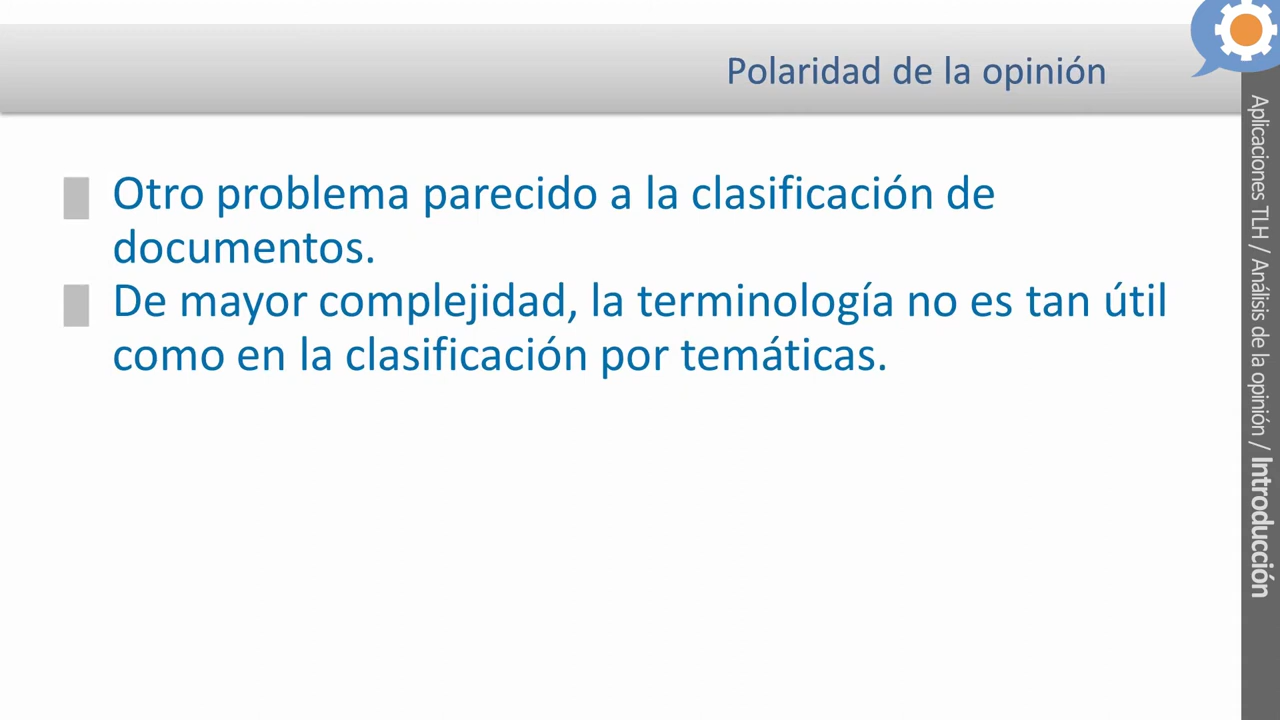 Polaridad de la opinión
Otro problema parecido a la clasificación de
documentos.
De mayor complejidad, la terminología no es tan útil
como en la clasificación por temáticas.
Aplicaciones TLH / Análisis de la opinión / Introducción